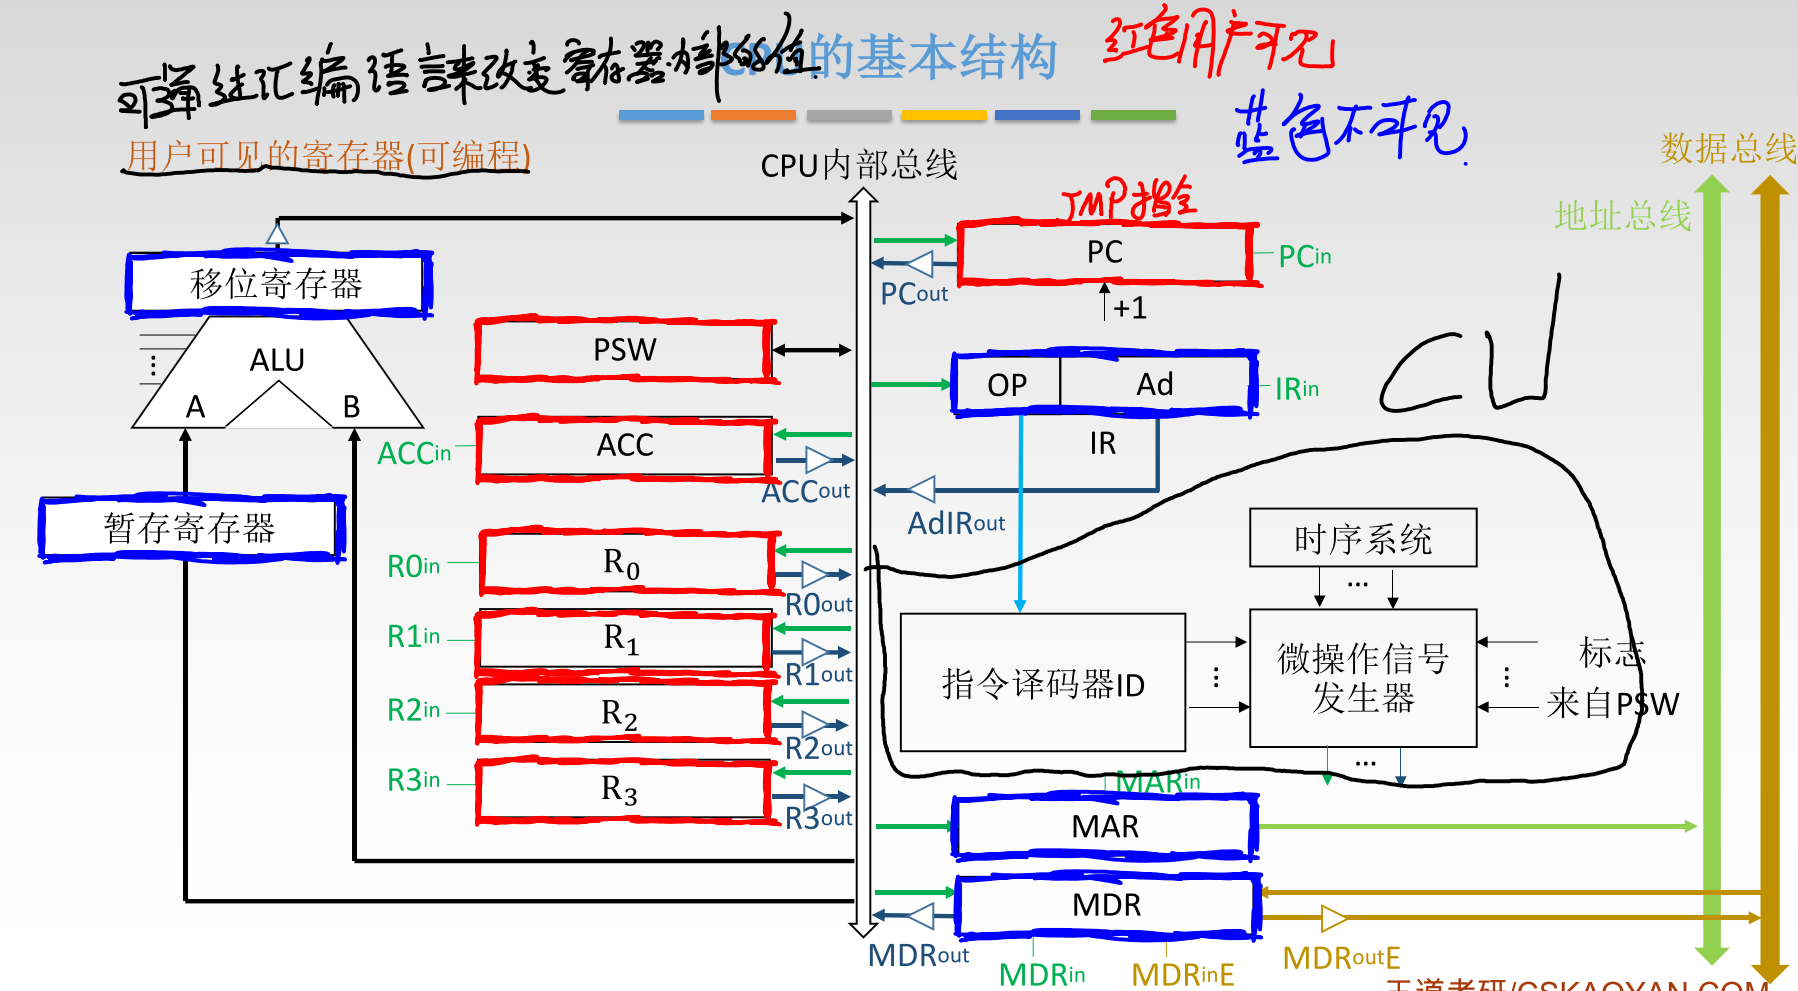 可通过汇编语言来改变寄存器内部的值
CPU的基本结构
红色用户可见
蓝色不可见.
用户可见的寄存器(可编程)
CPU内部总线
数据总线
地址总线
JMP指令
移位寄存器
PC
PCin
PCout
+1
ALU
A
B
PSW
OP
Ad
IRin
IR
CU
ACCin
ACC
ACCout
AdIRout
暂存寄存器
R0in
R0
R0out
时序系统
...
R1in
R1
R1out
指令译码器ID
微操作信号
发生器
标志
来自PSW
R2in
R2
R2out
...
R3in
R3
R3out
MARin
MAR
MDR
MDRout
MDRin
MDRinE
MDRoutE
王道考研/CSKAOYAN.COM